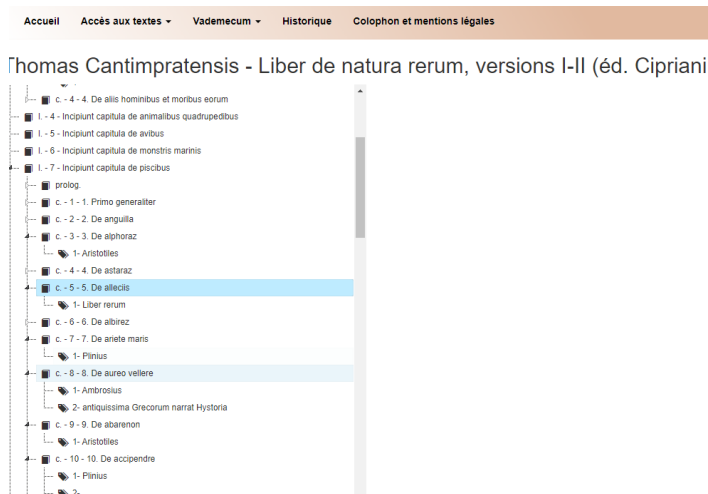 Accueil Accès aux textes Vademecum Historique Colophon et mentions légales
Thomas Cantimpratensis - Liber de natura rerum, versions I-II (éd. Cipriani
c. - 4 - 4. De aliis hominibus et moribus eorum
l. - 4 - Incipiunt capitula de animalibus quadrupedibus
l. - 5 - Incipiunt capitula de avibus
l. - 6 - Incipiunt capitula de monstris marinis
l. - 7 - Incipiunt capitula de piscibus
prolog.
c. - 1 - 1. Primo generaliter
c. - 2 - 2. De anguilla
c. - 3 - 3. De alphoraz
1- Aristotiles
c. - 4 - 4. De astaraz
c. - 5 - 5. De alleciis
1- Liber rerum
c. - 6 - 6. De albirez
c. - 7 - 7. De ariete maris
1- Plinius
c. - 8 - 8. De aureo vellere
1- Ambrosius
2- antiquissima Grecorum narrat Hystoria
c. - 9 - 9. De abarenon
1- Aristotiles
c. - 10 - 10. De accipendre
1- Plinius
2-